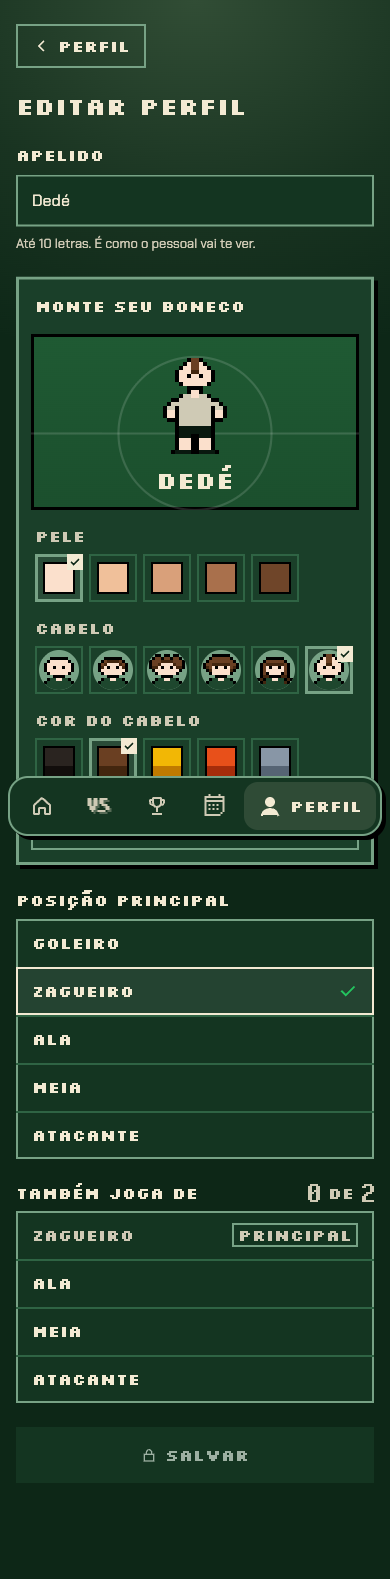 PERFIL
EDITAR PERFIL
APELIDO
Dedé
Até 10 letras. É como o pessoal vai te ver.
MONTE SEU BONECO
DEDÉ
PELE
CABELO
COR DO CABELO
VS
PERFIL
POSIÇÃO PRINCIPAL
GOLEIRO
ZAGUEIRO
ALA
MEIA
ATACANTE
TAMBÉM JOGA DE 0 DE 2
ZAGUEIRO PRINCIPAL
ALA
MEIA
ATACANTE
SALVAR